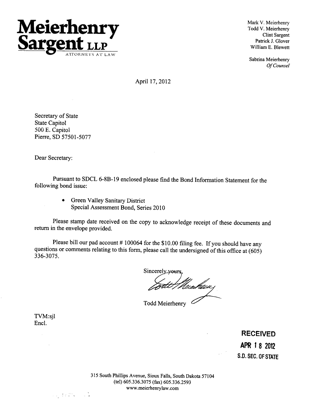 Meierhenry
Sargent LLP
ATTORNEYS AT LAW
Mark V. Meierhenry
Todd V. Meierhenry
Clint Sargent
Patrick J. Glover
William E. Blewett
Sabrina Meierhenry
Of Counsel
April 17, 2012
Secretary of State
State Capitol
500 E. Capitol
Pierre, SD 57501-5077
Dear Secretary:
Pursuant to SDCL 6-8B-19 enclosed please find the Bond Information Statement for the
following bond issue:
• Green Valley Sanitary District
Special Assessment Bond, Series 2010
Please stamp date received on the copy to acknowledge receipt of these documents and
return in the envelope provided.
Please bill our pad account # 100064 for the $10.00 filing fee. If you should have any
questions or comments relating to this form, please call the undersigned of this office at (605)
336-3075.
Sincerely yours,
Todd Meierhenry
TVM:sjl
Encl.
RECEIVED
APR 18 2012
S.D. SEC. OF STATE
315 South Phillips Avenue, Sioux Falls, South Dakota 57104
(tel) 605.336.3075 (fax) 605.336.2593
www.meierhenrylaw.com